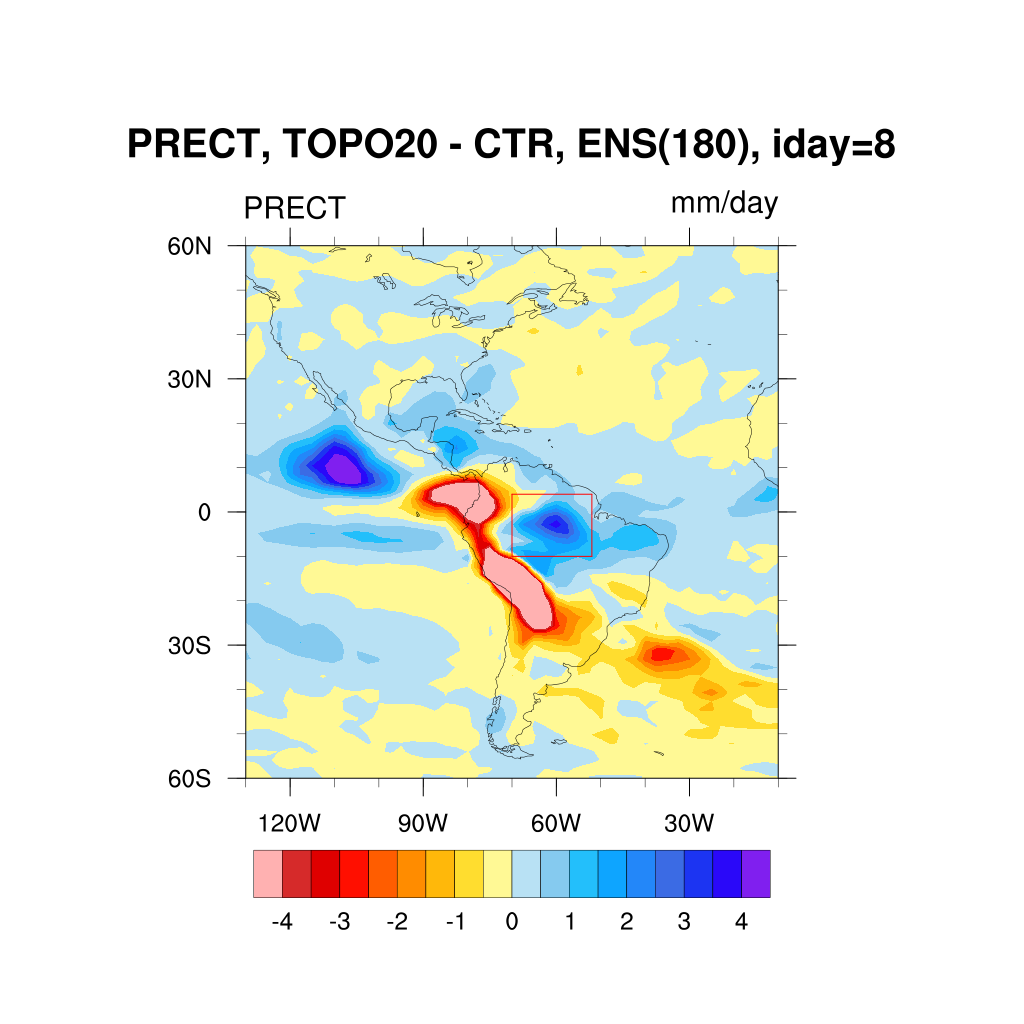 PRECT, TOPO20 - CTR, ENS(180), iday=8
PRECT mm/day
60N
30N
0
30S
60S
120W 90W 60W 30W
-4 -3 -2 -1 0 1 2 3 4